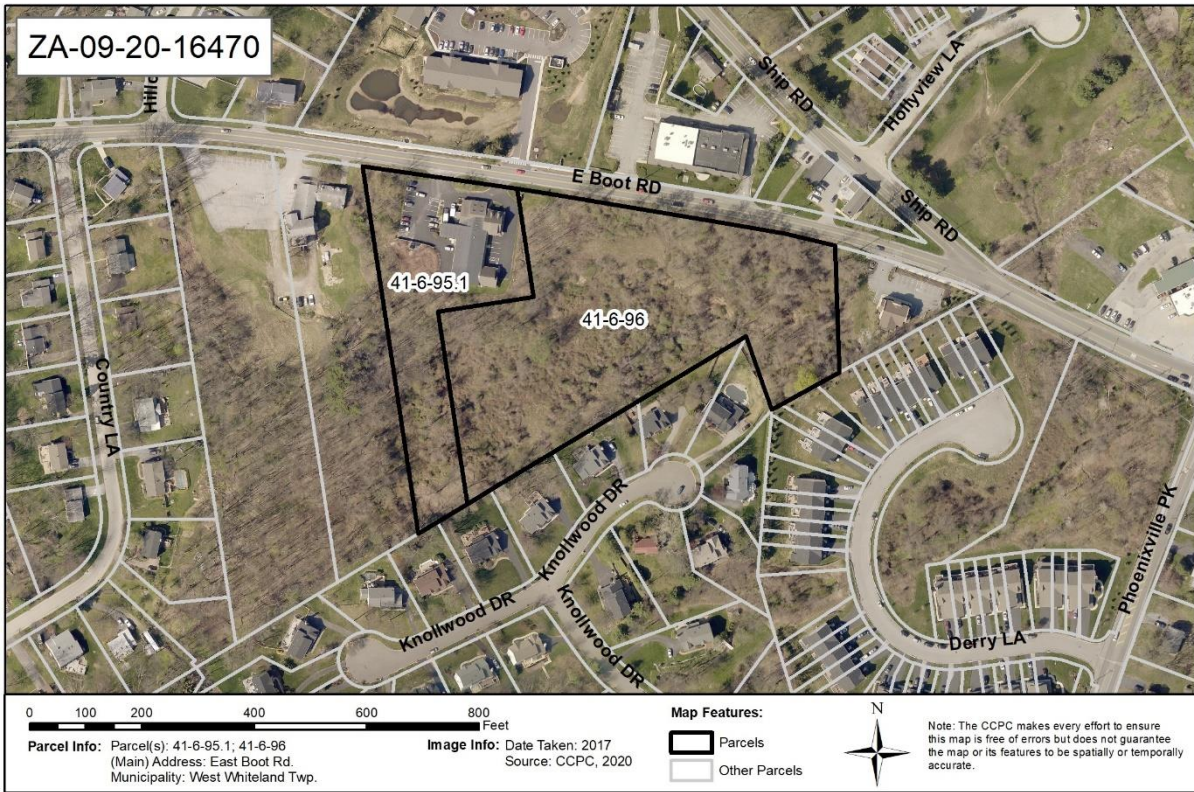 ZA-09-20-16470
Hillc
Ship RD
Hollyview LA
E Boot RD
Ship RD
41-6-95.1
41-6-96
Country LA
Knollwood DR
Knollwood DR
Knollwood DR
Phoenixville PK
Derry LA
0 100 200 400 600 800
Feet
Parcel Info: Parcel(s): 41-6-95.1; 41-6-96
(Main) Address: East Boot Rd.
Municipality: West Whiteland Twp.
Image Info: Date Taken: 2017
Source: CCPC, 2020
Map Features:
Parcels
Other Parcels
N
Note: The CCPC makes every effort to ensure
this map is free of errors but does not guarantee
the map or its features to be spatially or temporally
accurate.